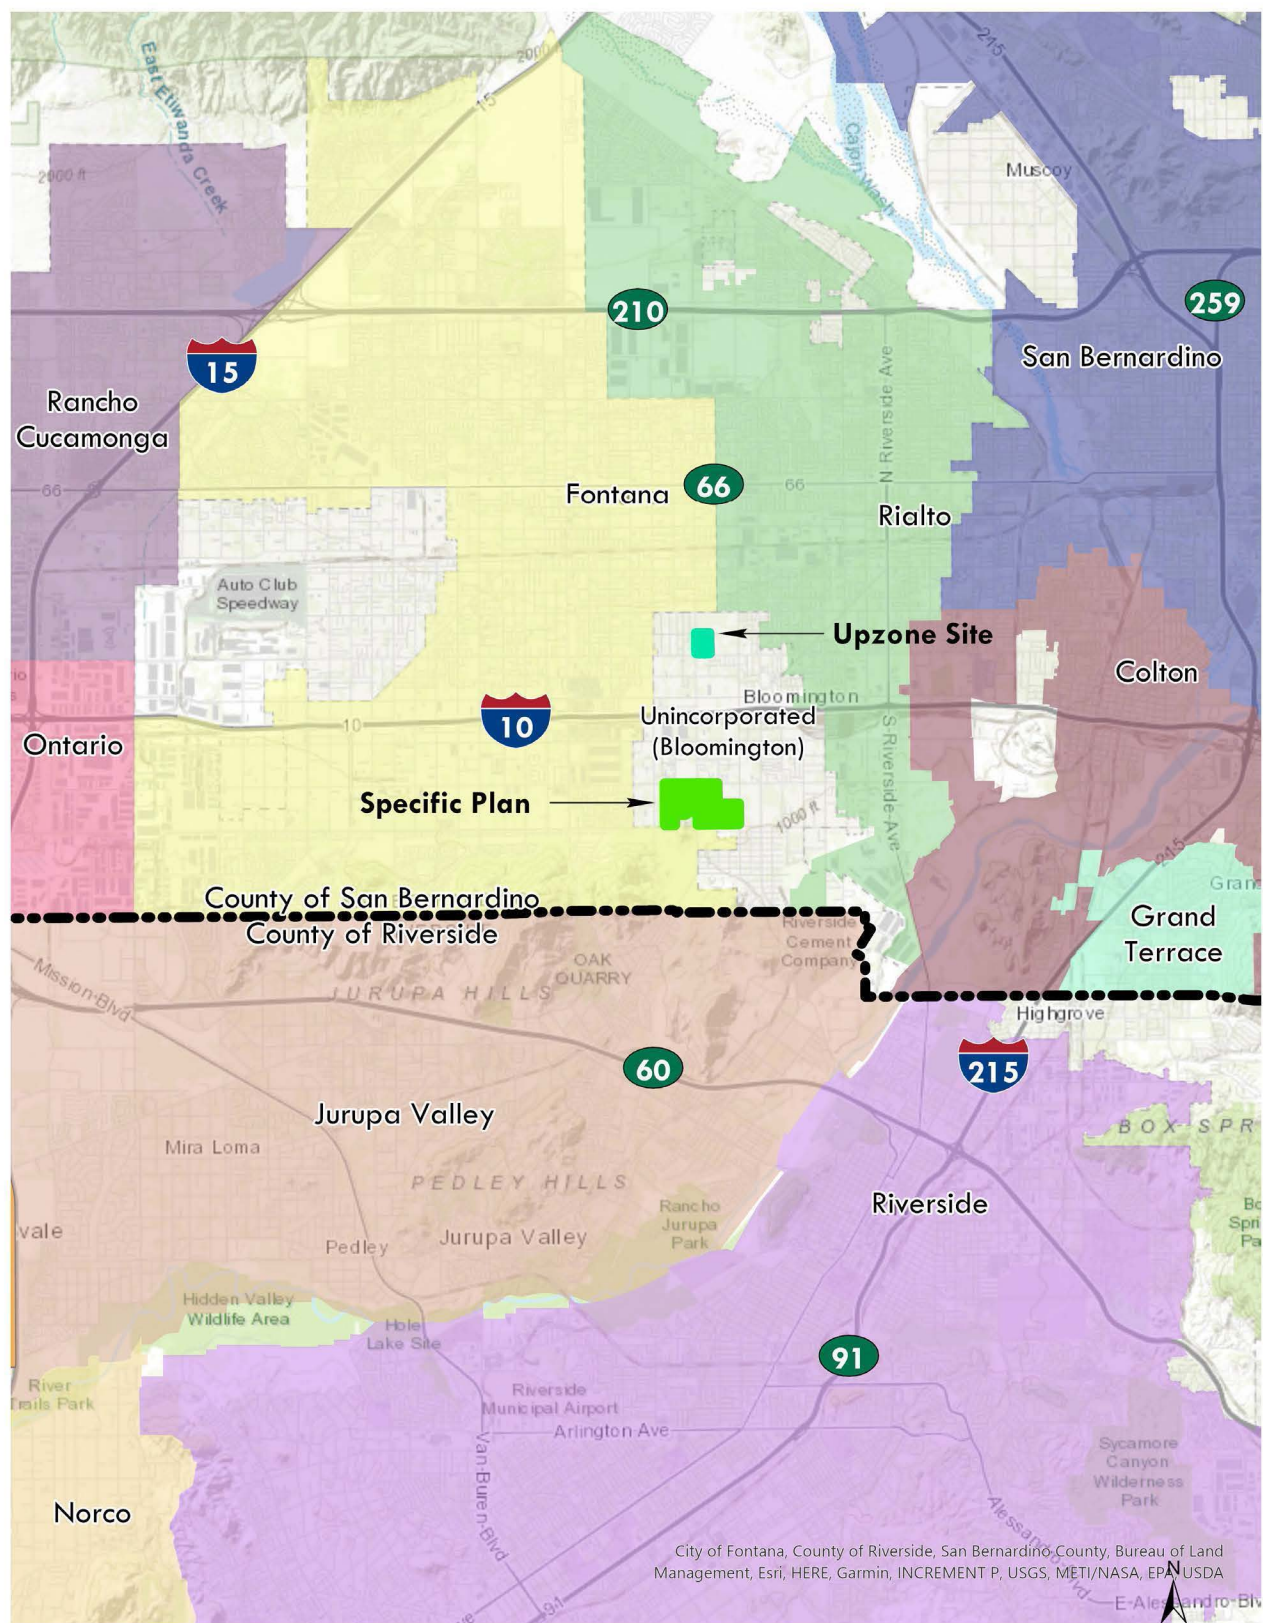 East Etiwanda Creek
2000
215
15
Cajon Wash
Muscoy
2000 ft
210
259
San Bernardino
15
Rancho
Cucamonga
N Riverside Ave
66
Fontana
66
66
Rialto
Auto Club
Speedway
Upzone Site
Colton
Bloomington
10
10
Unincorporated
(Bloomington)
Ontario
S-Riverside-Ave
Specific Plan
1000 ft
215
County of San Bernardino
County of Riverside
Grand
Terrace
Riverside
Cement
Company
OAK
QUARRY
Mission-Blvd
JURUPA HILLS
Highgrove
60
215
Jurupa Valley
BOX SPR
Mira Loma
PEDLEY HILLS
Riverside
Rancho
Jurupa
Park
vale
Pedley
Jurupa Valley
Hidden Valley
Wildlife Area
Hole
Lake Site
91
River
Trails Park
Riverside
Municipal Airport
Arlington Ave
Van-Buren-Blvd
Sycamore
Canyon
Wilderness
Park
Norco
Alessandro-Blvd
City of Fontana, County of Riverside, San Bernardino County, Bureau of Land
Management, Esri, HERE, Garmin, INCREMENT P, USGS, METI/NASA, EPA, USDA
N
91